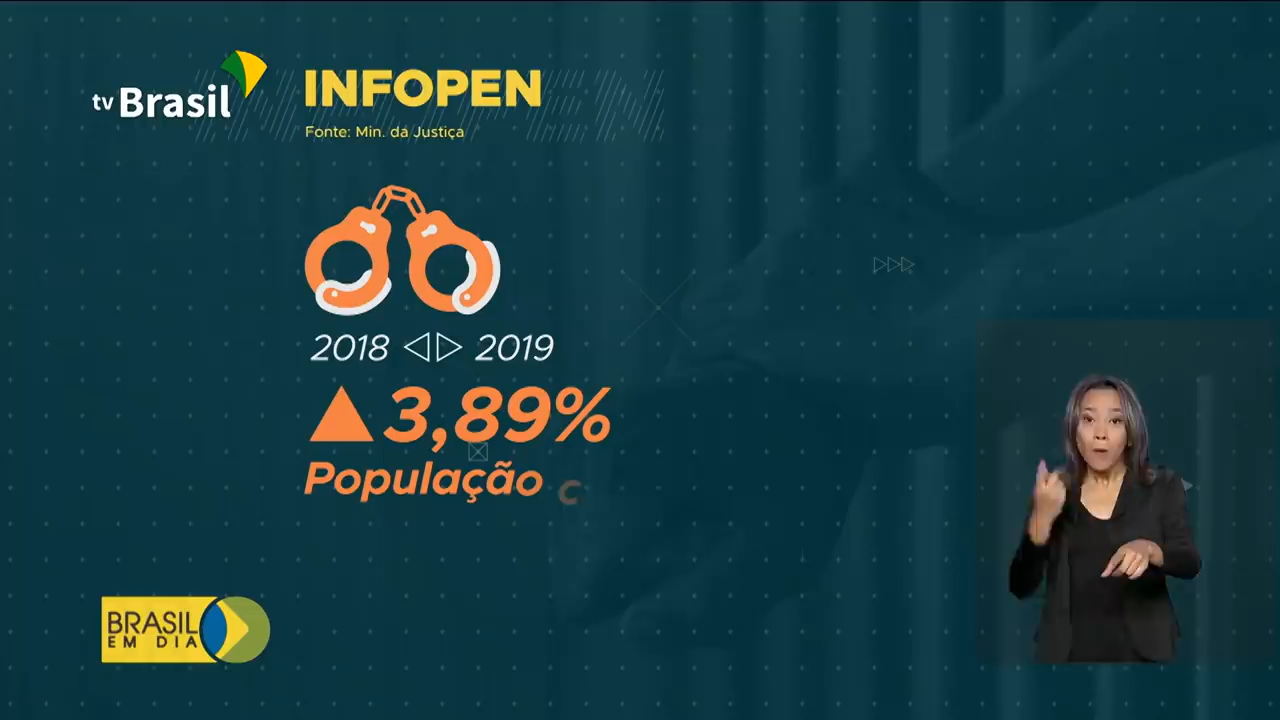 tv Brasil
INFOPEN
Fonte: Min. da Justiça
2018 2019
3,89%
População c
BRASIL
EM DIA